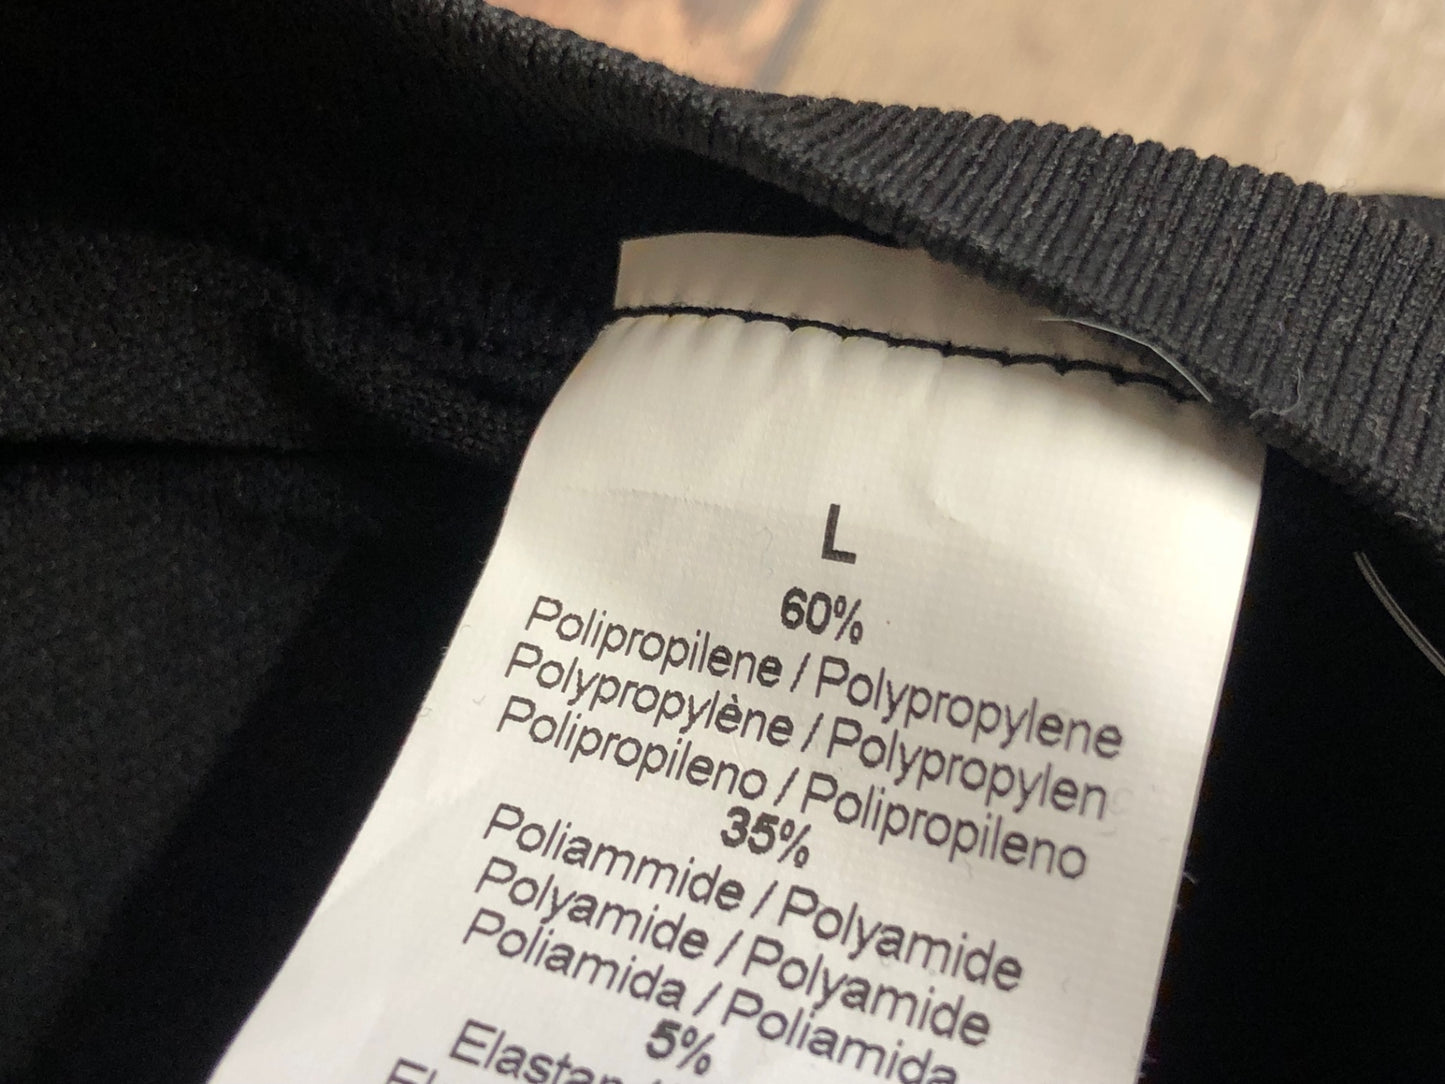 L
60%
Polipropilene / Polypropylene
Polypropylène / Polypropylen
Polipropileno / Polipropileno
35%
Poliammide / Polyamide
Polyamide / Polyamide
Poliamida / Poliamida
5%